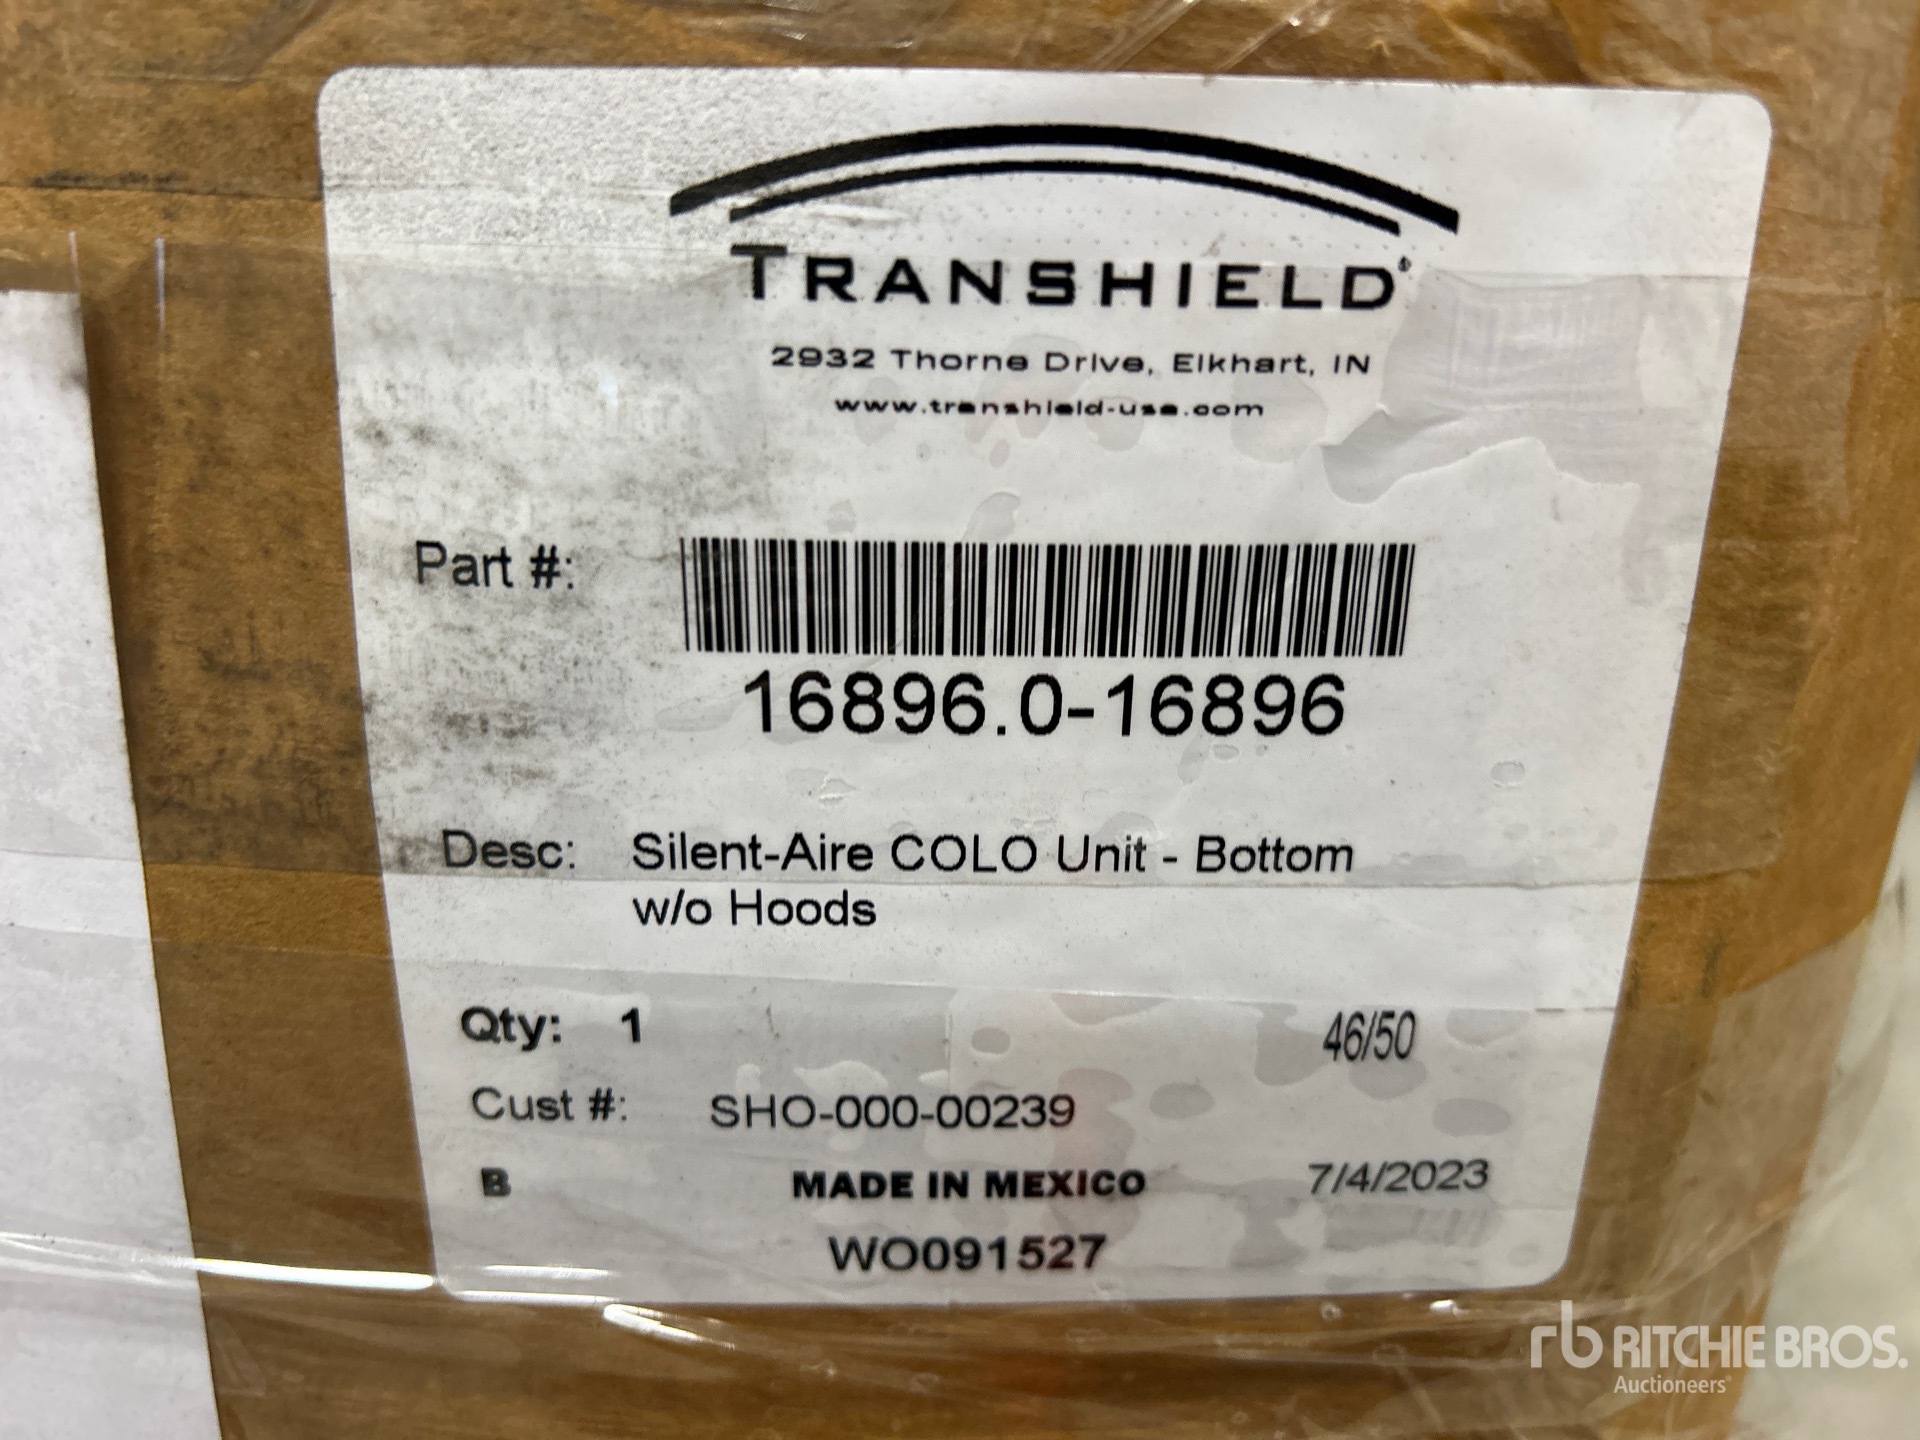 TRANSHIELD®
2932 Thorne Drive, Elkhart, IN
www.transhield-usa.com
Part #:
16896.0-16896
Desc: Silent-Aire COLO Unit - Bottom
w/o Hoods
Qty: 1 46/50
Cust #: SHO-000-00239
B MADE IN MEXICO 7/4/2023
WO091527
rb RITCHIE BROS.
Auctioneers